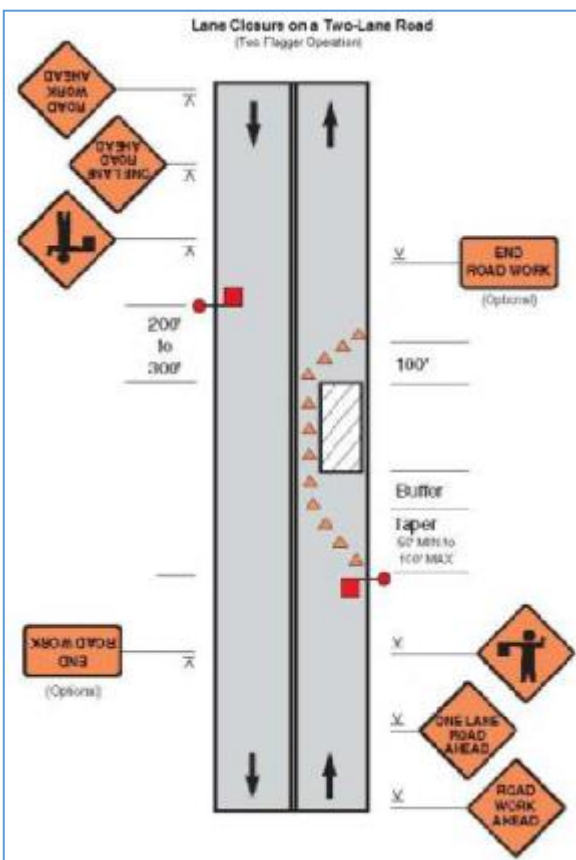 Lane Closure on a Two-Lane Road
(Two Flagger Operation)
ROAD
WORK
AHEAD
ONE LANE
ROAD
AHEAD
200'
to
300'
END
ROAD WORK
(Optional)
100'
Buffer
Taper
50' MIN to
100' MAX
END
ROAD WORK
(Optional)
ONE LANE
ROAD
AHEAD
ROAD
WORK
AHEAD